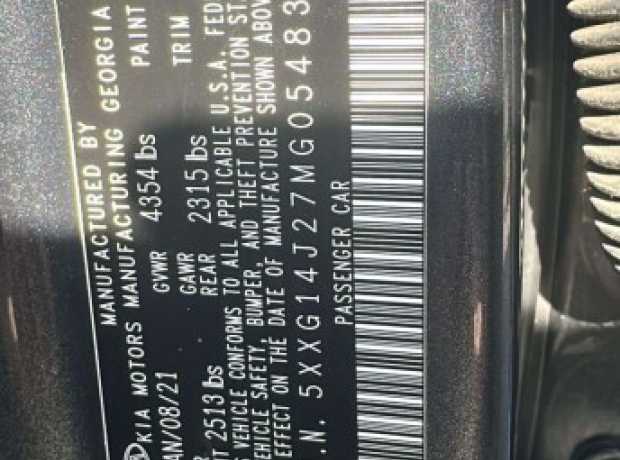 MANUFACTURED BY
KIA MOTORS MANUFACTURING GEORGIA
AN/08/21
GVWR
4354 lbs
PAINT
GAWR
REAR
2315 lbs
TRIM
T 2513 lbs
VEHICLE CONFORMS TO ALL APPLICABLE U.S.A. FED
EHICLE SAFETY, BUMPER, AND THEFT PREVENTION ST
EFFECT ON THE DATE OF MANUFACTURE SHOWN ABOV
.N. 5XXG14J27MG05483
PASSENGER CAR